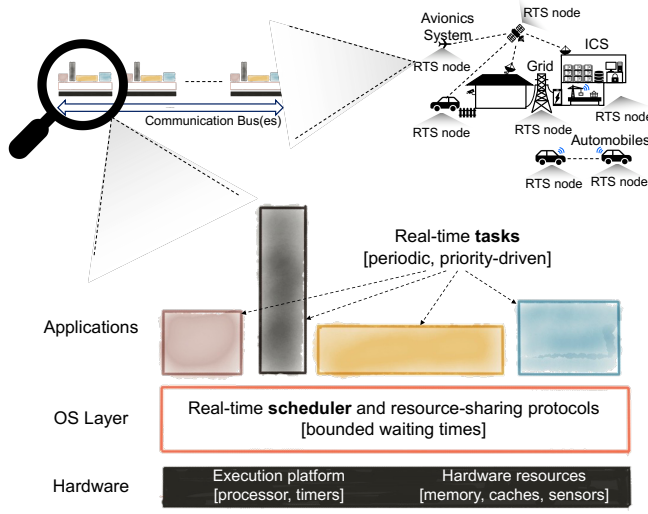 RTS node
Avionics
System
RTS node
Grid
ICS
RTS node
RTS node
RTS node
Communication Bus(es)
Automobiles
RTS node
RTS node
Real-time tasks
[periodic, priority-driven]
Applications
OS Layer
Real-time scheduler and resource-sharing protocols
[bounded waiting times]
Hardware
Execution platform
[processor, timers]
Hardware resources
[memory, caches, sensors]